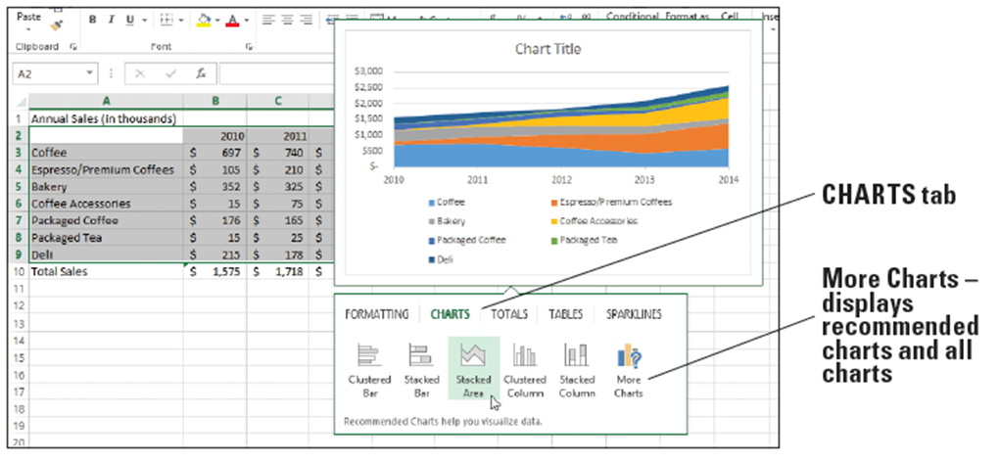 Paste
B I U A
Conditional Format as Cell
Clipboard Font
A2 fx
A B C
1 Annual Sales (in thousands)
2 2010 2011
3 Coffee $ 697 $ 740 $
4 Espresso/Premium Coffees $ 105 $ 210 $
5 Bakery $ 352 $ 325 $
6 Coffee Accessories $ 15 $ 75 $
7 Packaged Coffee $ 176 $ 165 $
8 Packaged Tea $ 15 $ 25 $
9 Deli $ 215 $ 178 $
10 Total Sales $ 1,575 $ 1,718 $
11
12
13
14
15
16
17
18
19
20
Chart Title
$3,000
$2,500
$2,000
$1,500
$1,000
$500
$-
2010 2011 2012 2013 2014
Coffee Espresso/Premium Coffees
Bakery Coffee Accessories
Packaged Coffee Packaged Tea
Deli
FORMATTING CHARTS TOTALS TABLES SPARKLINES
Clustered Bar
Stacked Bar
Stacked Area
Clustered Column
Stacked Column
More Charts
Recommended Charts help you visualize data.
CHARTS tab
More Charts –
displays
recommended
charts and all
charts